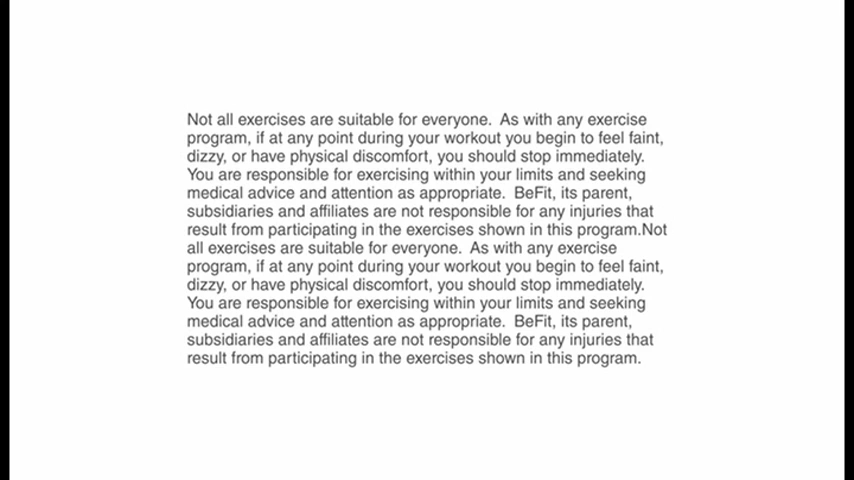 Not all exercises are suitable for everyone.  As with any exercise
program, if at any point during your workout you begin to feel faint,
dizzy, or have physical discomfort, you should stop immediately.
You are responsible for exercising within your limits and seeking
medical advice and attention as appropriate.  BeFit, its parent,
subsidiaries and affiliates are not responsible for any injuries that
result from participating in the exercises shown in this program.Not
all exercises are suitable for everyone.  As with any exercise
program, if at any point during your workout you begin to feel faint,
dizzy, or have physical discomfort, you should stop immediately.
You are responsible for exercising within your limits and seeking
medical advice and attention as appropriate.  BeFit, its parent,
subsidiaries and affiliates are not responsible for any injuries that
result from participating in the exercises shown in this program.